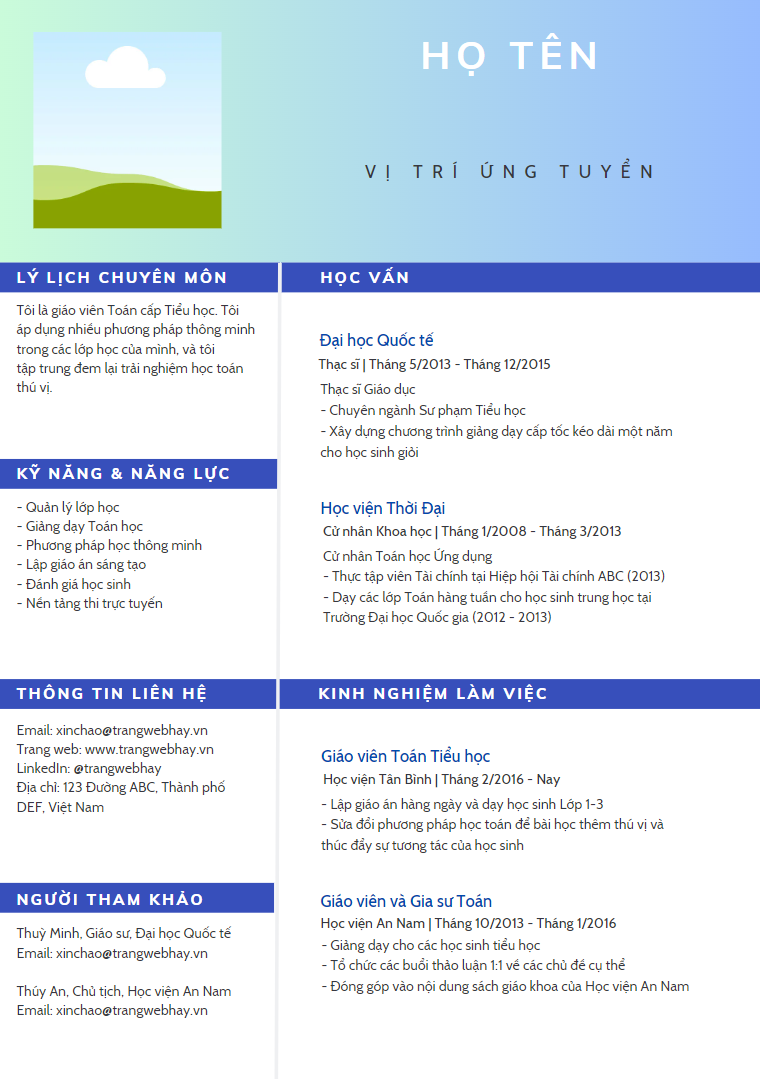 HỌ TÊN
VỊ TRÍ ỨNG TUYỂN
LÝ LỊCH CHUYÊN MÔN
Tôi là giáo viên Toán cấp Tiểu học. Tôi
áp dụng nhiều phương pháp thông minh
trong các lớp học của mình, và tôi
tập trung đem lại trải nghiệm học toán
thú vị.
KỸ NĂNG & NĂNG LỰC
- Quản lý lớp học
- Giảng dạy Toán học
- Phương pháp học thông minh
- Lập giáo án sáng tạo
- Đánh giá học sinh
- Nền tảng thi trực tuyến
THÔNG TIN LIÊN HỆ
Email: xinchao@trangwebhay.vn
Trang web: www.trangwebhay.vn
LinkedIn: @trangwebhay
Địa chỉ: 123 Đường ABC, Thành phố
DEF, Việt Nam
NGƯỜI THAM KHẢO
Thuỳ Minh, Giáo sư, Đại học Quốc tế
Email: xinchao@trangwebhay.vn
Thúy An, Chủ tịch, Học viện An Nam
Email: xinchao@trangwebhay.vn
HỌC VẤN
Đại học Quốc tế
Thạc sĩ | Tháng 5/2013 - Tháng 12/2015
Thạc sĩ Giáo dục
- Chuyên ngành Sư phạm Tiểu học
- Xây dựng chương trình giảng dạy cấp tốc kéo dài một năm
cho học sinh giỏi
Học viện Thời Đại
Cử nhân Khoa học | Tháng 1/2008 - Tháng 3/2013
Cử nhân Toán học Ứng dụng
- Thực tập viên Tài chính tại Hiệp hội Tài chính ABC (2013)
- Dạy các lớp Toán hàng tuần cho học sinh trung học tại
Trường Đại học Quốc gia (2012 - 2013)
KINH NGHIỆM LÀM VIỆC
Giáo viên Toán Tiểu học
Học viện Tân Bình | Tháng 2/2016 - Nay
- Lập giáo án hàng ngày và dạy học sinh Lớp 1-3
- Sửa đổi phương pháp học toán để bài học thêm thú vị và
thúc đẩy sự tương tác của học sinh
Giáo viên và Gia sư Toán
Học viện An Nam | Tháng 10/2013 - Tháng 1/2016
- Giảng dạy cho các học sinh tiểu học
- Tổ chức các buổi thảo luận 1:1 về các chủ đề cụ thể
- Đóng góp vào nội dung sách giáo khoa của Học viện An Nam